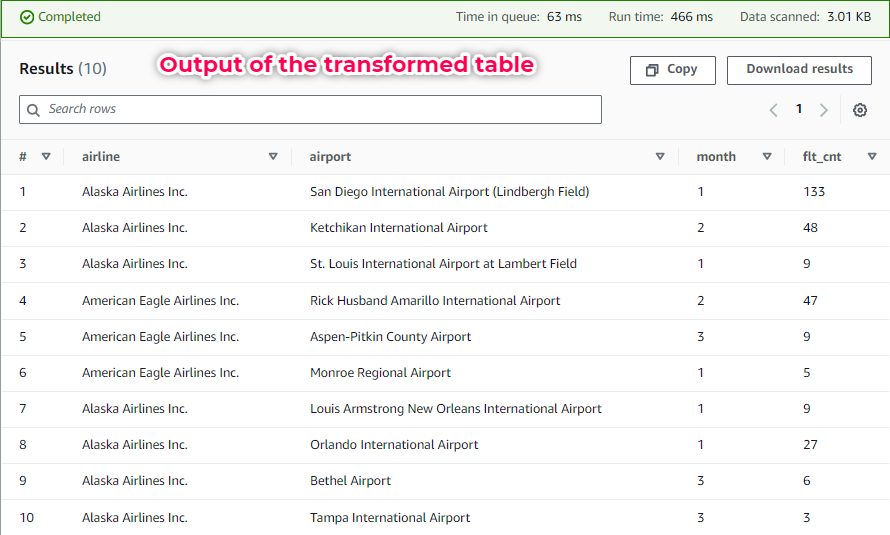 Completed Time in queue: 63 ms Run time: 466 ms Data scanned: 3.01 KB
Results (10) Output of the transformed table Copy Download results
Search rows 1
# airline airport month flt_cnt
1 Alaska Airlines Inc. San Diego International Airport (Lindbergh Field) 1 133
2 Alaska Airlines Inc. Ketchikan International Airport 2 48
3 Alaska Airlines Inc. St. Louis International Airport at Lambert Field 1 9
4 American Eagle Airlines Inc. Rick Husband Amarillo International Airport 2 47
5 American Eagle Airlines Inc. Aspen-Pitkin County Airport 3 9
6 American Eagle Airlines Inc. Monroe Regional Airport 1 5
7 Alaska Airlines Inc. Louis Armstrong New Orleans International Airport 1 9
8 Alaska Airlines Inc. Orlando International Airport 1 27
9 Alaska Airlines Inc. Bethel Airport 3 6
10 Alaska Airlines Inc. Tampa International Airport 3 3